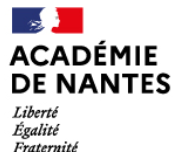 ACADÉMIE
DE NANTES
Liberté
Égalité
Fraternité